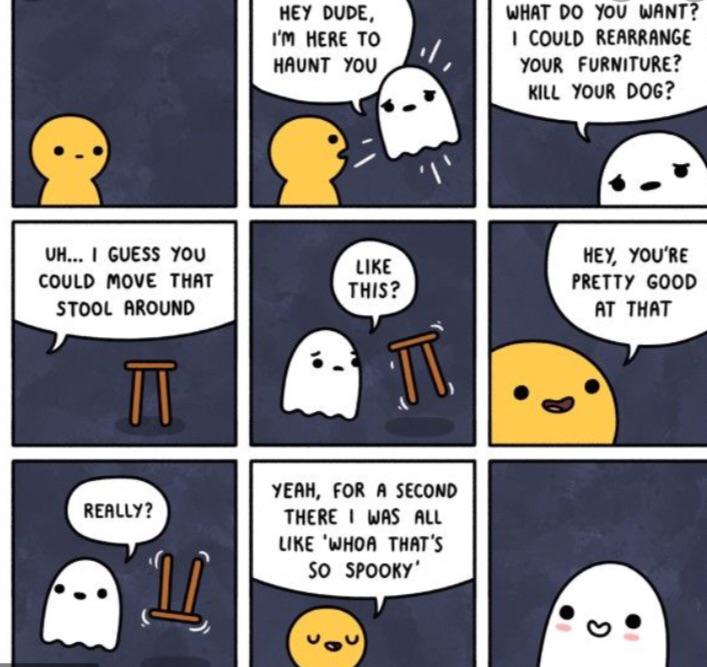 HEY DUDE,
I'M HERE TO
HAUNT YOU
WHAT DO YOU WANT?
I COULD REARRANGE
YOUR FURNITURE?
KILL YOUR DOG?
UH... I GUESS YOU
COULD MOVE THAT
STOOL AROUND
LIKE
THIS?
HEY, YOU'RE
PRETTY GOOD
AT THAT
REALLY?
YEAH, FOR A SECOND
THERE I WAS ALL
LIKE 'WHOA THAT'S
SO SPOOKY'